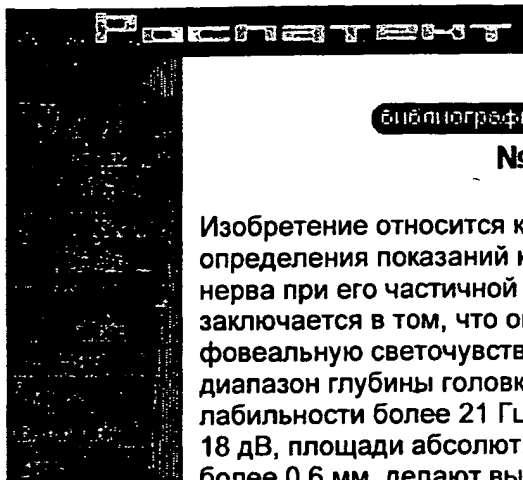 Роспатент
библиографи
№
Изобретение относится к
определения показаний к
нерва при его частичной
заключается в том, что о
фовеальную светочувств
диапазон глубины головк
лабильности более 21 Гц
18 дБ, площади абсолют
более 0,6 мм, делают вы